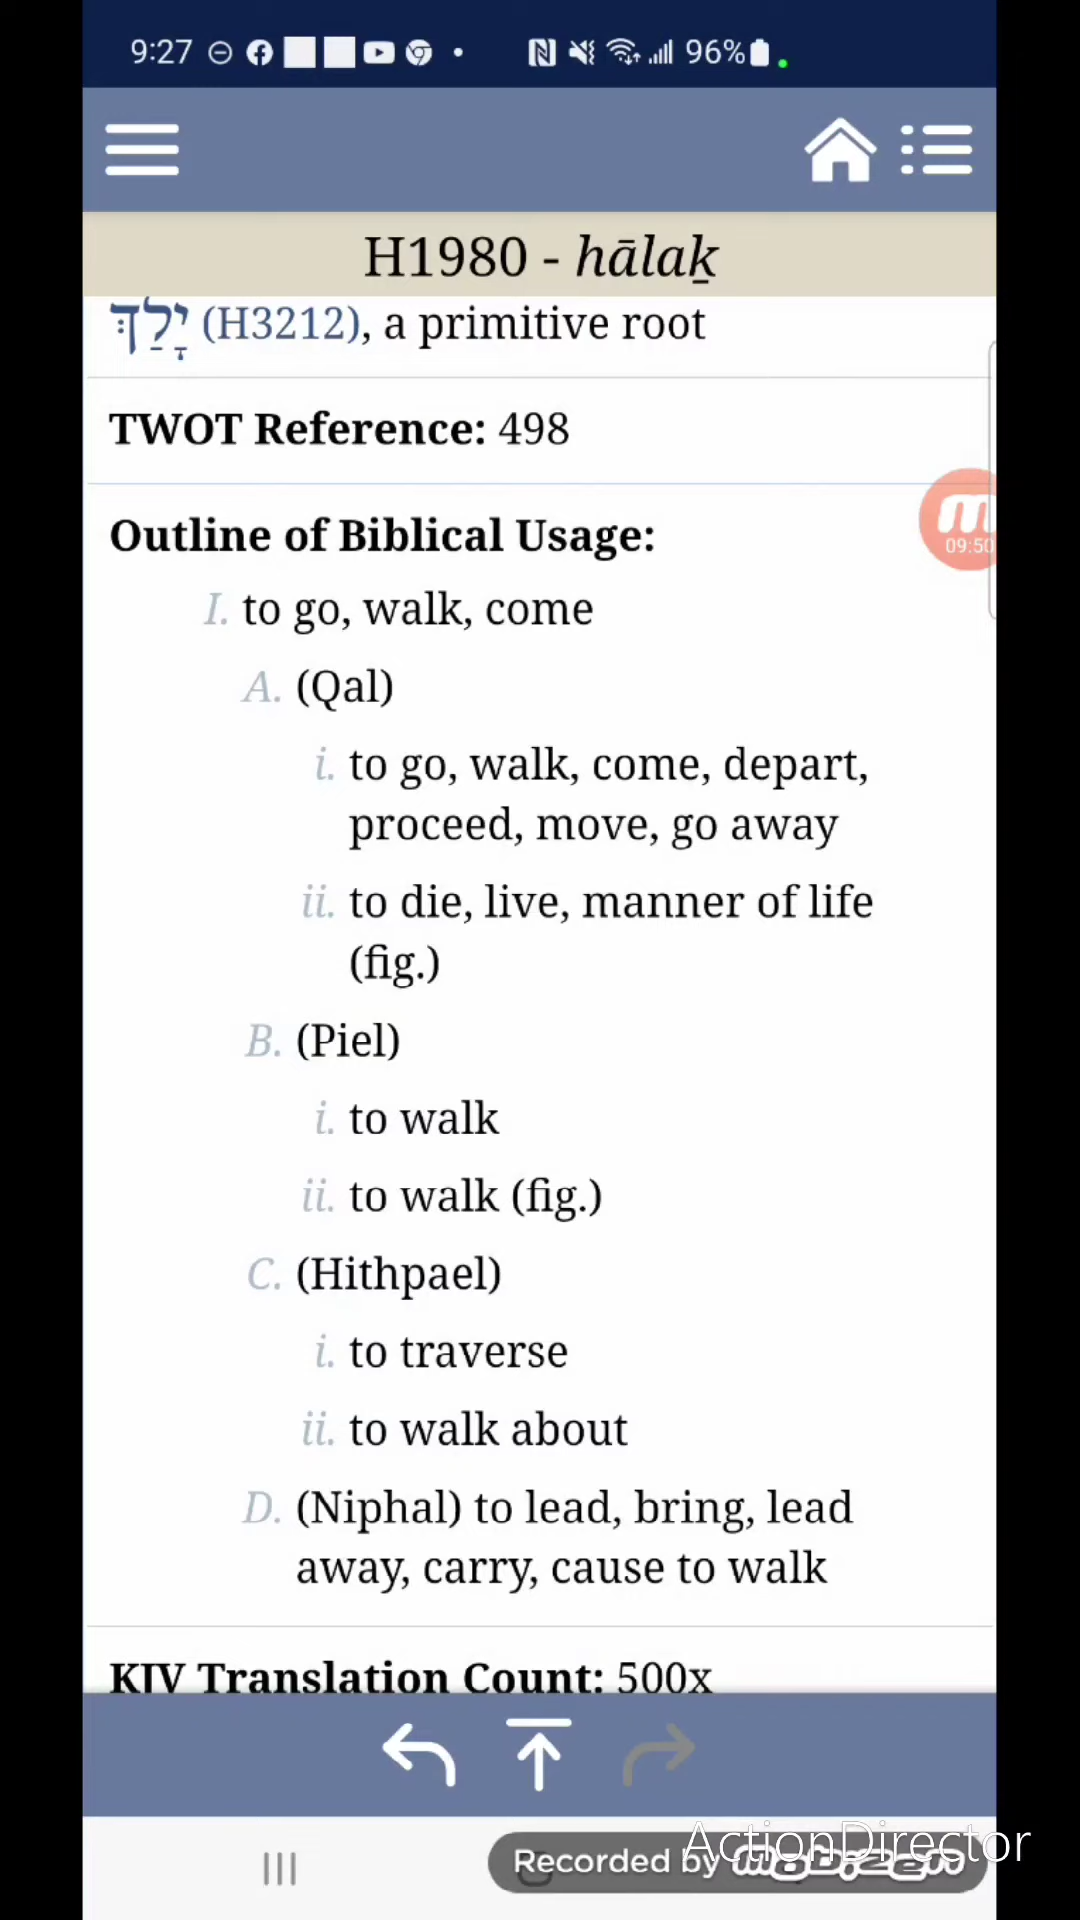 9:27 96%
H1980 - hālaḵ
יָלַךְ (H3212), a primitive root
TWOT Reference: 498
09:50
Outline of Biblical Usage:
I. to go, walk, come
A. (Qal)
i. to go, walk, come, depart,
proceed, move, go away
ii. to die, live, manner of life
(fig.)
B. (Piel)
i. to walk
ii. to walk (fig.)
C. (Hithpael)
i. to traverse
ii. to walk about
D. (Niphal) to lead, bring, lead
away, carry, cause to walk
KJV Translation Count: 500x
ActionDirector
Recorded by mobizen